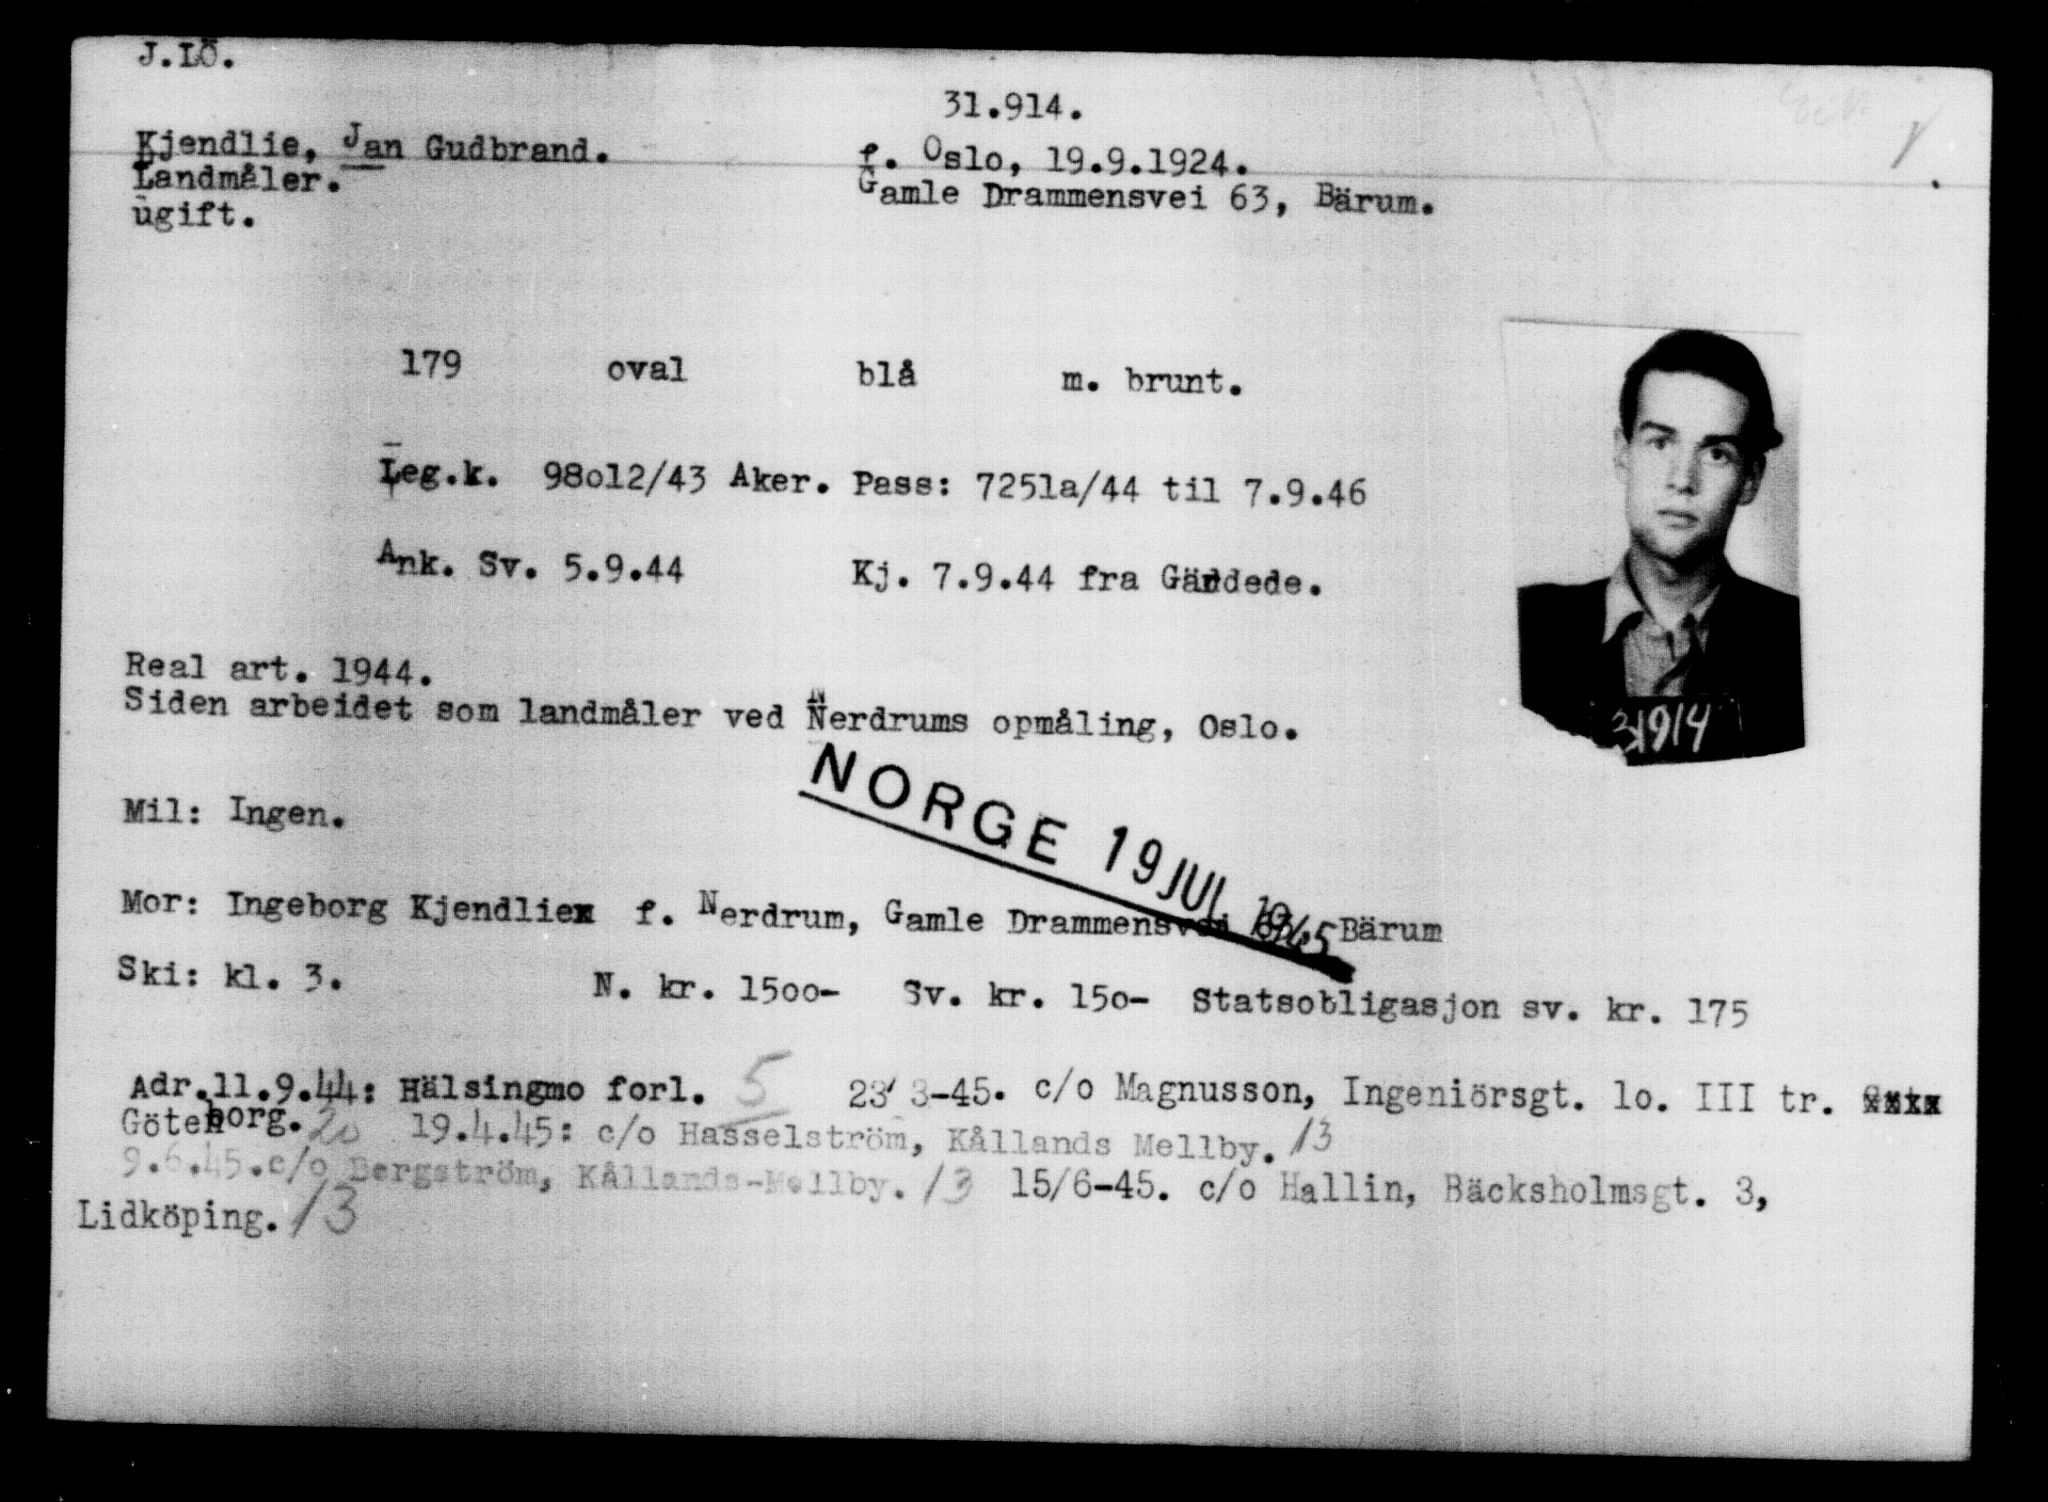 J.LÖ.
31.914.
Kjendlie, Jan Gudbrand.
f. Oslo, 19.9.1924.
Landmåler.
Gamle Drammensvei 63, Bärum.
ugift.
179 oval blå m. brunt.
Leg.k. 98o12/43 Aker. Pass: 7251a/44 til 7.9.46
Ank. Sv. 5.9.44 Kj. 7.9.44 fra Gäddede.
31914
Real art. 1944.
Siden arbeidet som landmåler ved Nerdrums opmåling, Oslo.
NORGE 19 JUL 1945
Mil: Ingen.
Mor: Ingeborg Kjendlie f. Nerdrum, Gamle Drammensvei 63, Bärum
Ski: kl. 3. N. kr. 15oo- Sv. kr. 15o- Statsobligasjon sv. kr. 175
Adr.11.9.44: Hälsingmo forl. 5 23/3-45. c/o Magnusson, Ingeniörsgt. lo. III tr.
Göteborg. 20 19.4.45: c/o Hasselström, Kållands Mellby. 13
9.6.45.c/o Bergström, Kållands-Mellby. 13 15/6-45. c/o Hallin, Bäcksholmsgt. 3,
Lidköping. 13